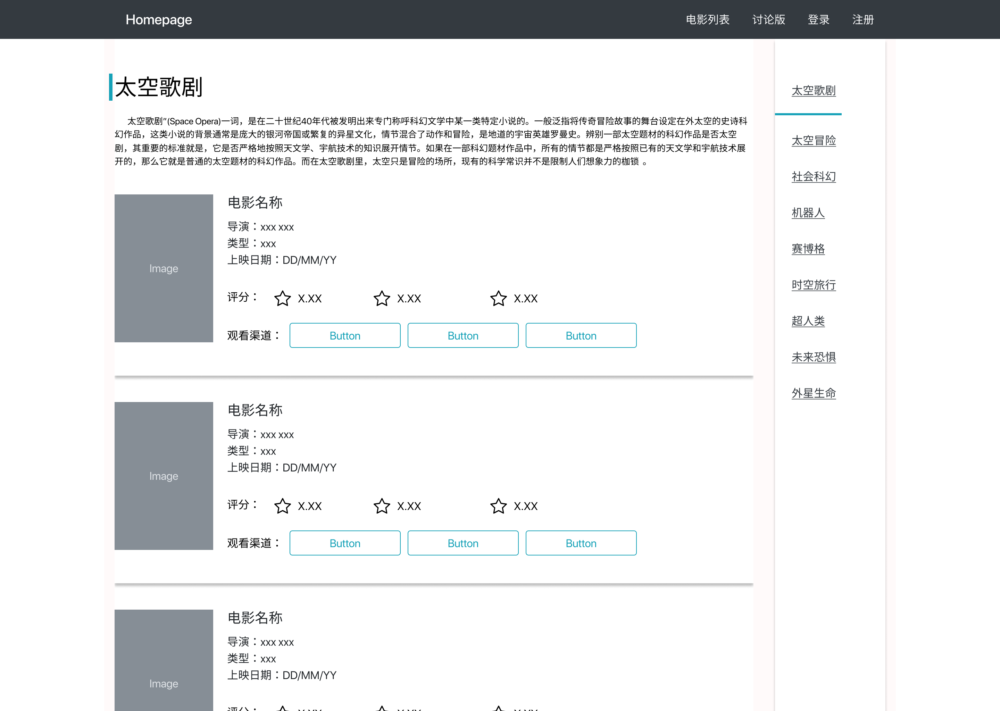 Homepage
电影列表 讨论版 登录 注册
太空歌剧
太空歌剧”(Space Opera)一词，是在二十世纪40年代被发明出来专门称呼科幻文学中某一类特定小说的。一般泛指将传奇冒险故事的舞台设定在外太空的史诗科
幻作品，这类小说的背景通常是庞大的银河帝国或繁复的异星文化，情节混合了动作和冒险，是地道的宇宙英雄罗曼史。辨别一部太空题材的科幻作品是否太空
剧，其重要的标准就是，它是否严格地按照天文学、宇航技术的知识展开情节。如果在一部科幻题材作品中，所有的情节都是严格按照已有的天文学和宇航技术展
开的，那么它就是普通的太空题材的科幻作品。而在太空歌剧里，太空只是冒险的场所，现有的科学常识并不是限制人们想象力的枷锁 。
Image
电影名称
导演：xxx xxx
类型：xxx
上映日期：DD/MM/YY
评分： X.XX X.XX X.XX
观看渠道： Button Button Button
Image
电影名称
导演：xxx xxx
类型：xxx
上映日期：DD/MM/YY
评分： X.XX X.XX X.XX
观看渠道： Button Button Button
Image
电影名称
导演：xxx xxx
类型：xxx
上映日期：DD/MM/YY
太空歌剧
太空冒险
社会科幻
机器人
赛博格
时空旅行
超人类
未来恐惧
外星生命